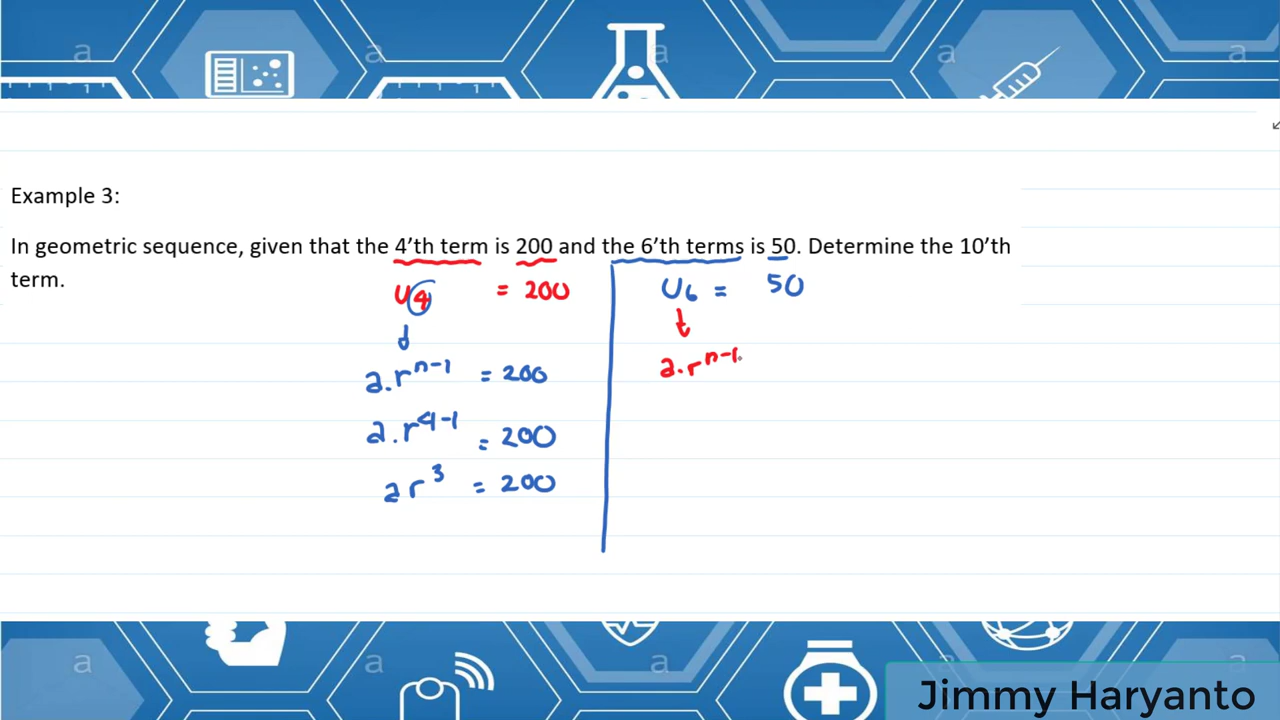 Example 3:
In geometric sequence, given that the 4'th term is 200 and the 6'th terms is 50. Determine the 10'th
term.
U4 = 200
a.r^n-1 = 200
a.r^4-1 = 200
ar^3 = 200
U6 = 50
a.r^n-1
Jimmy Haryanto